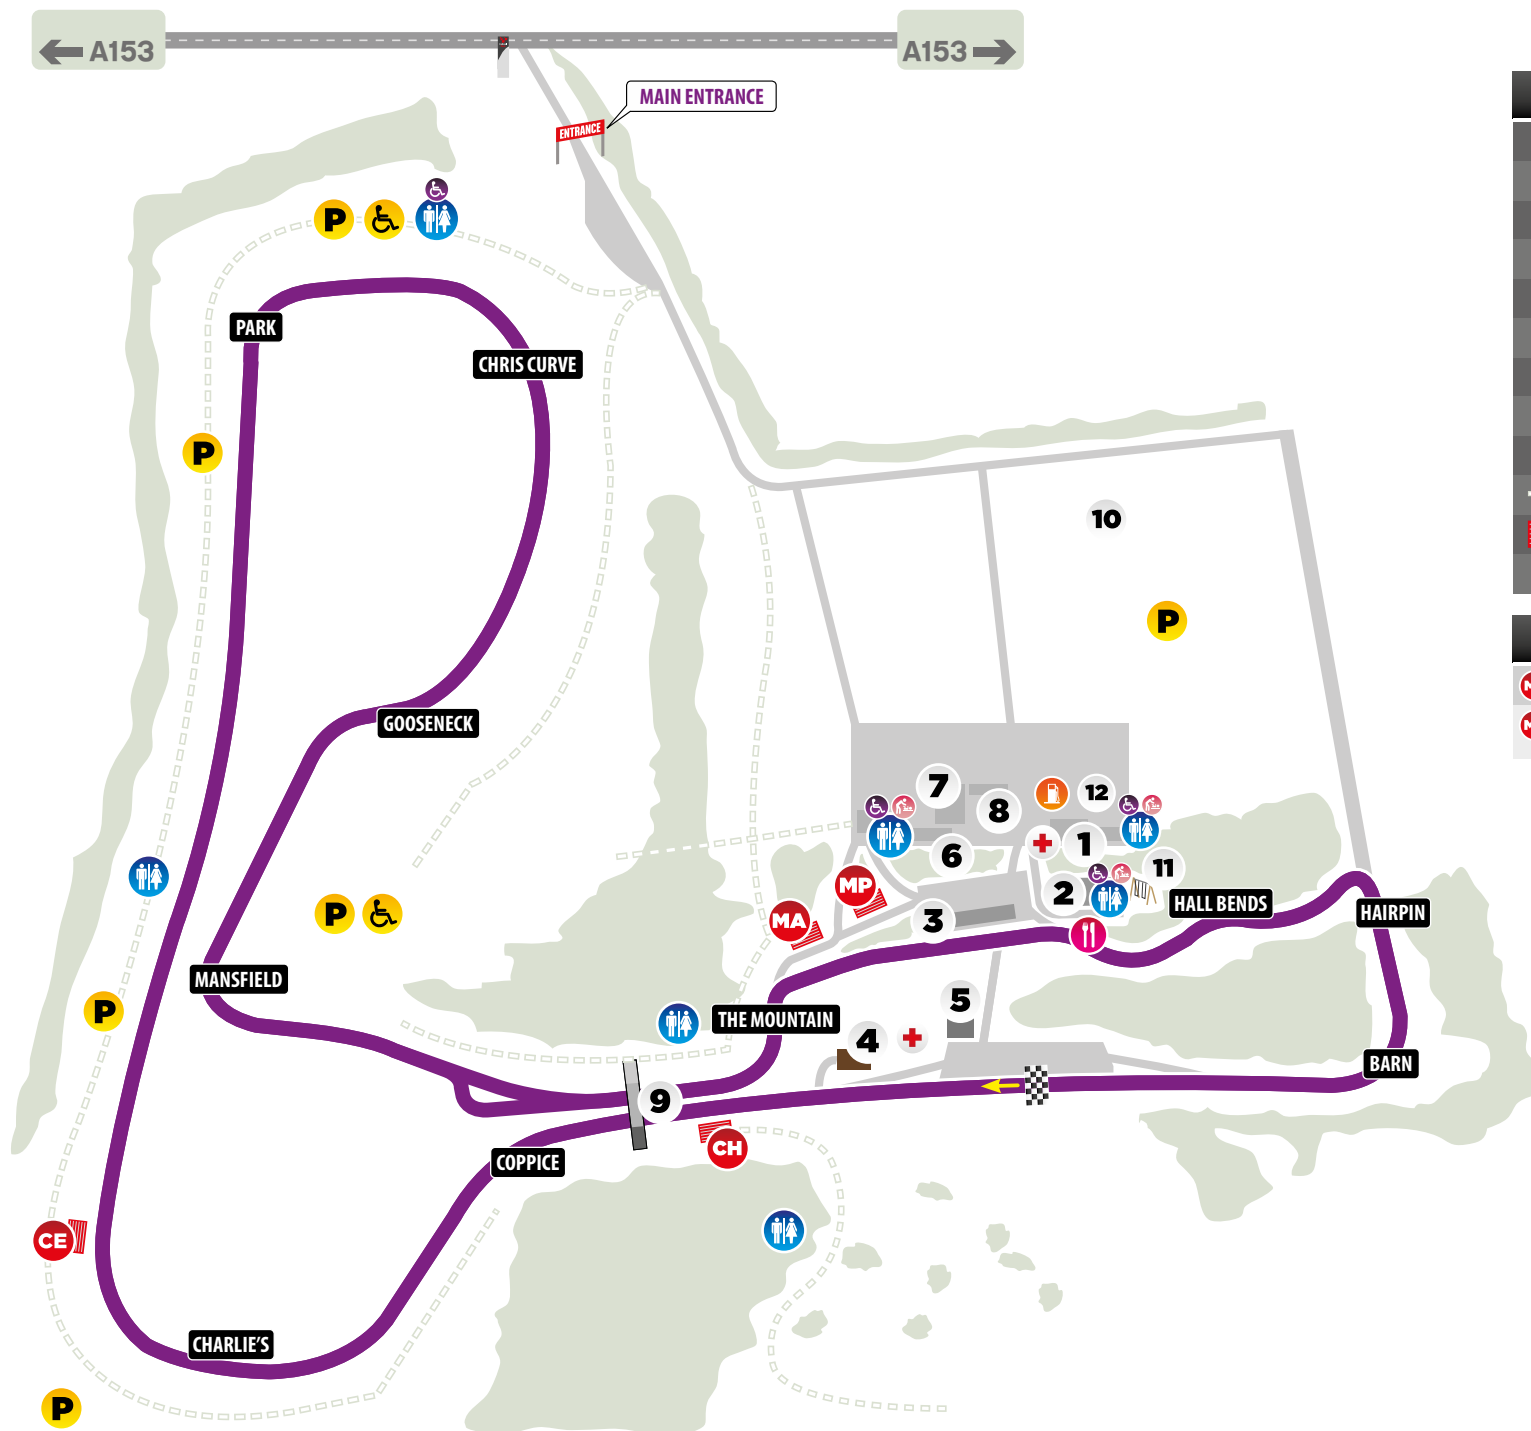 A153
A153
MAIN ENTRANCE
ENTRANCE
P
PARK
CHRIS CURVE
P
10
P
GOOSENECK
7
8
12
6
1
11
MP
2
HALL BENDS
P
MA
3
HAIRPIN
MANSFIELD
P
5
THE MOUNTAIN
4
BARN
9
CH
COPPICE
CE
CHARLIE'S
P